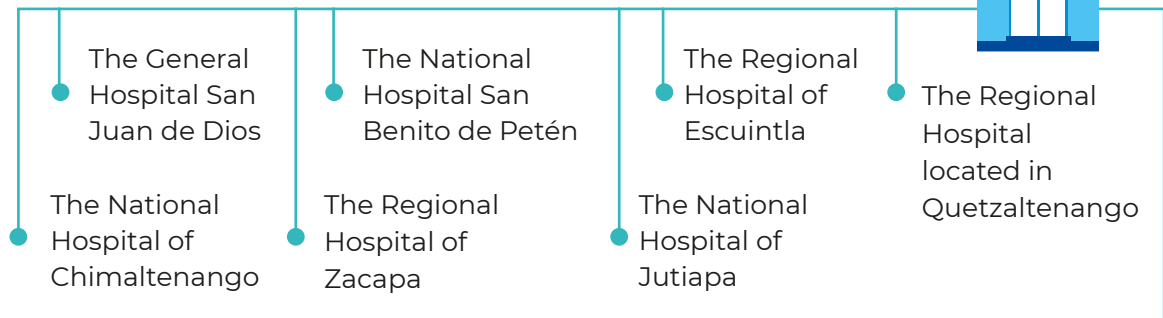 The General
Hospital San
Juan de Dios
The National
Hospital San
Benito de Petén
The Regional
Hospital of
Escuintla
The Regional
Hospital
located in
Quetzaltenango
The National
Hospital of
Chimaltenango
The Regional
Hospital of
Zacapa
The National
Hospital of
Jutiapa